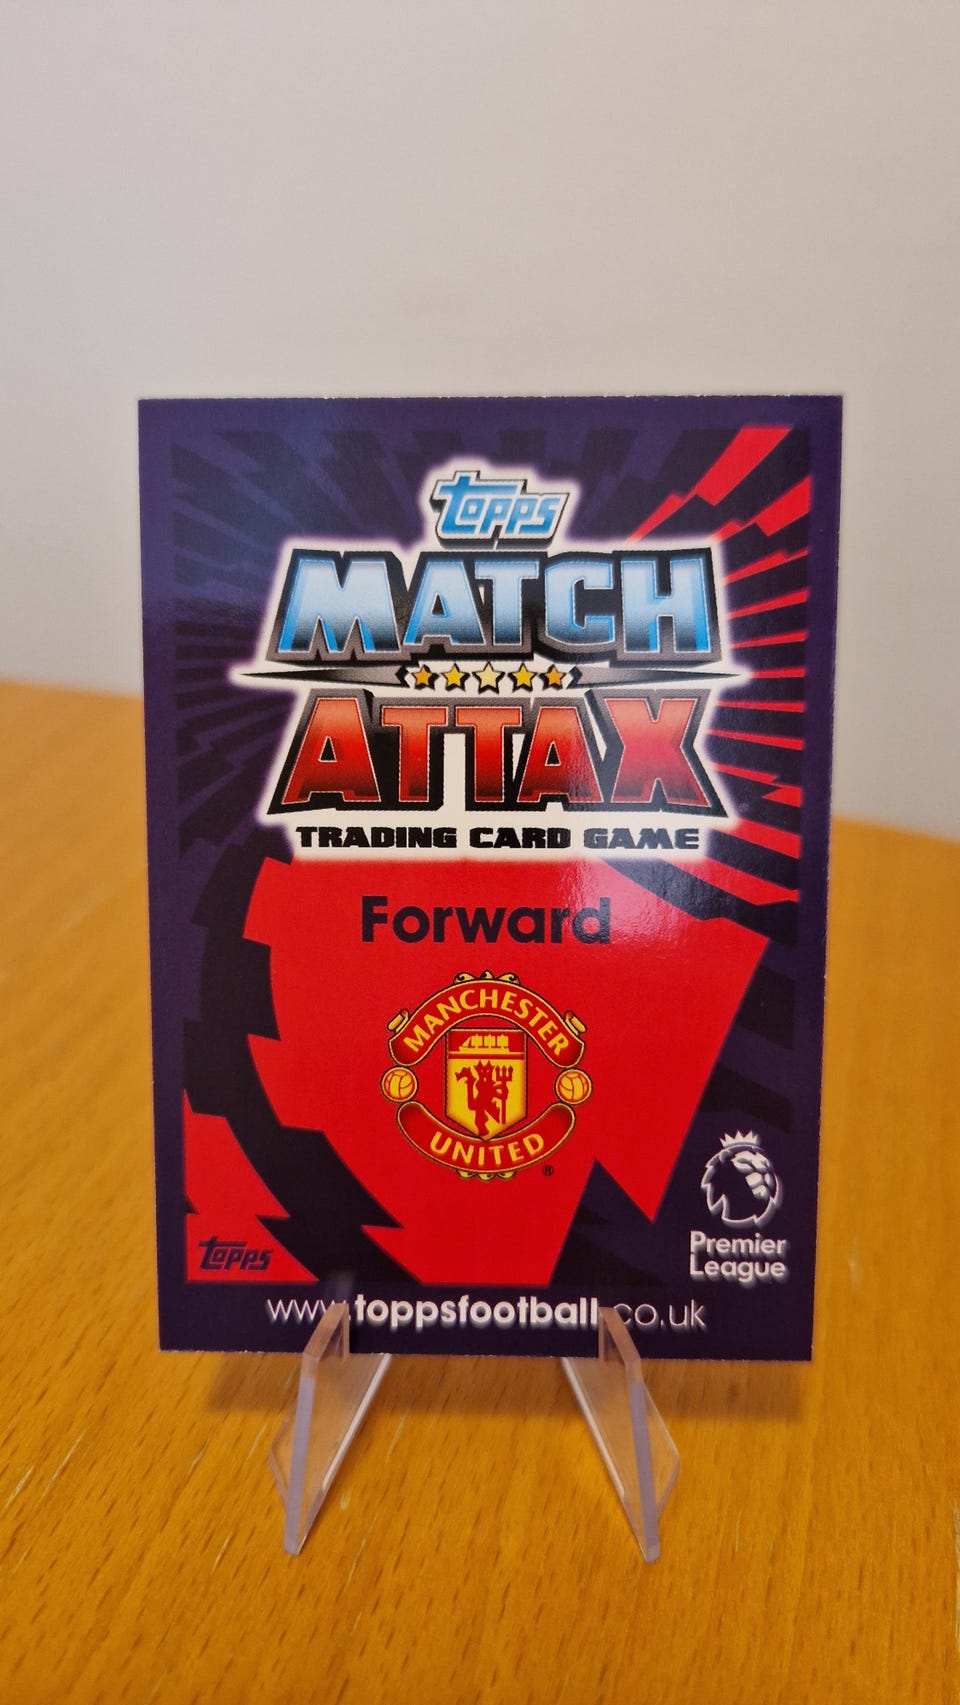 topps
MATCH
ATTAX
TRADING CARD GAME
Forward
MANCHESTER
UNITED
®
Premier
League
topps
www.toppsfootball.co.uk